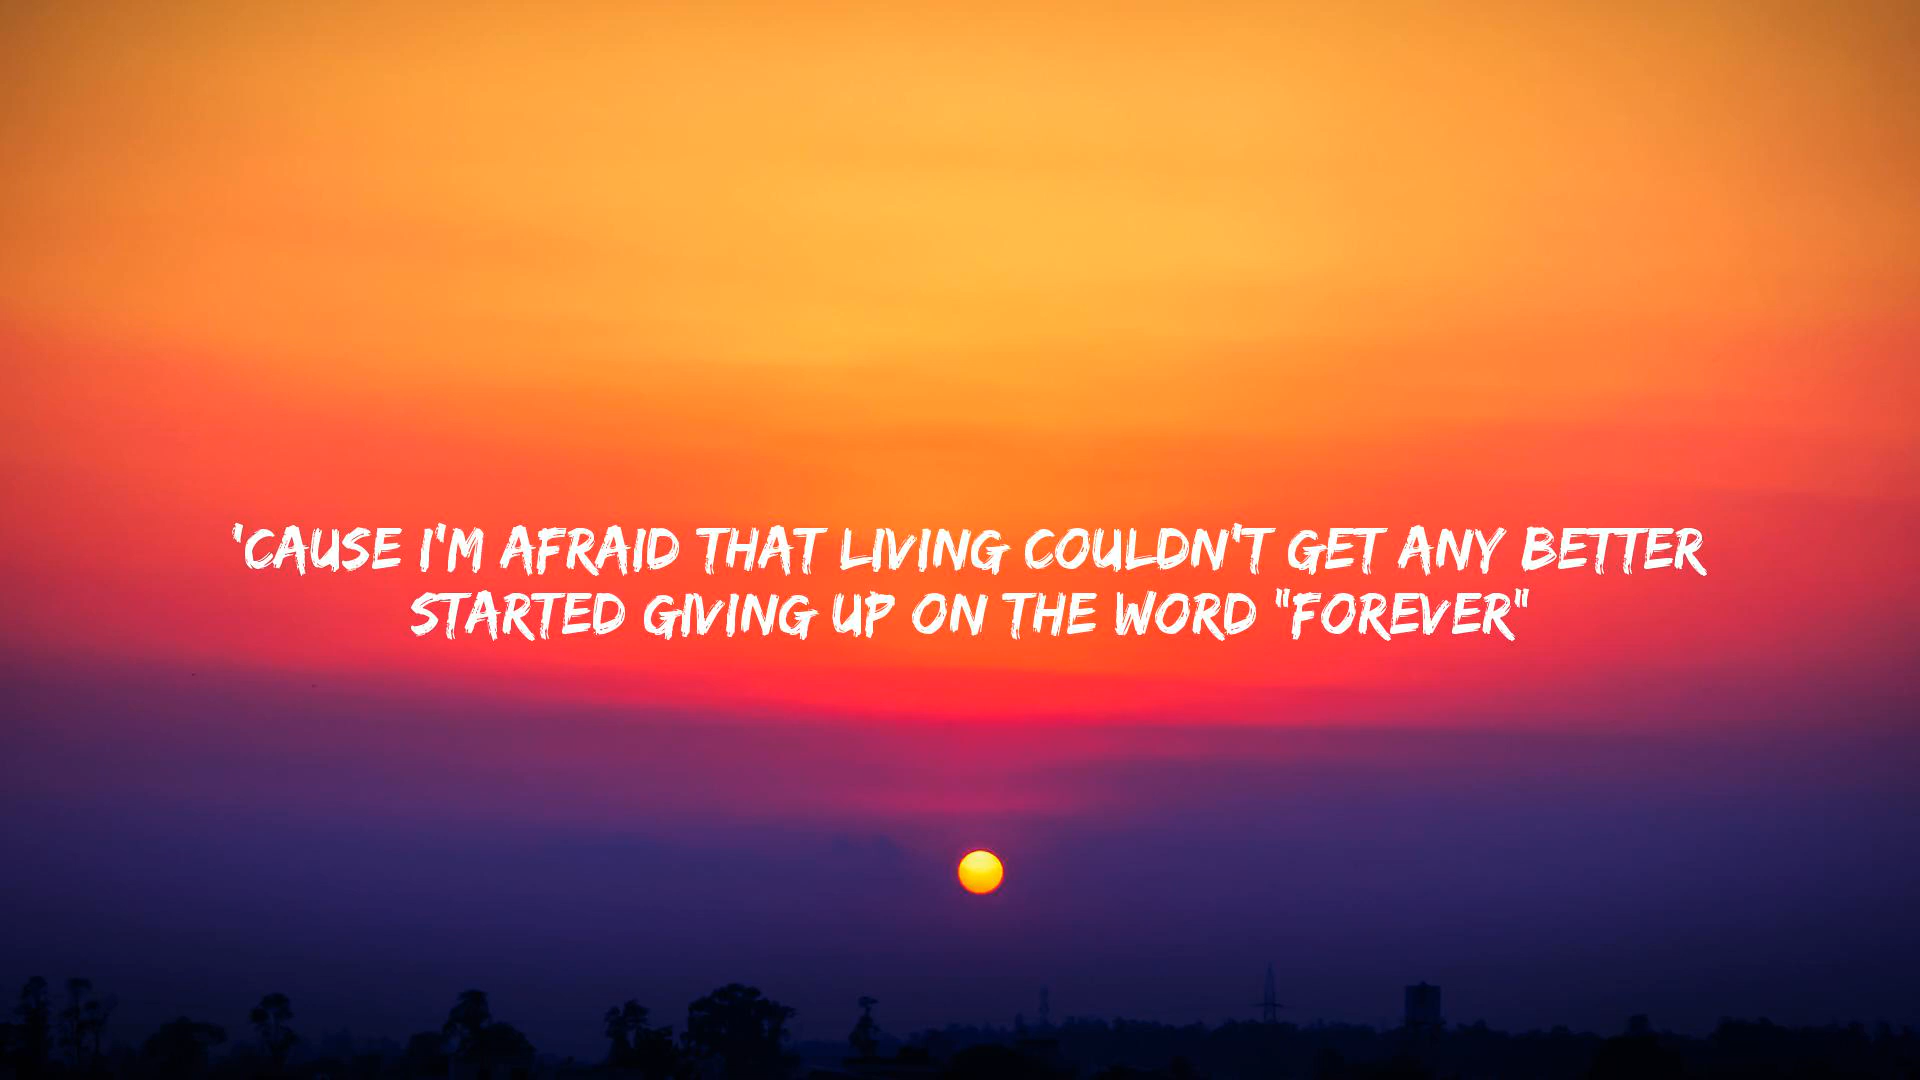 'CAUSE I'M AFRAID THAT LIVING COULDN'T GET ANY BETTER
STARTED GIVING UP ON THE WORD "FOREVER"